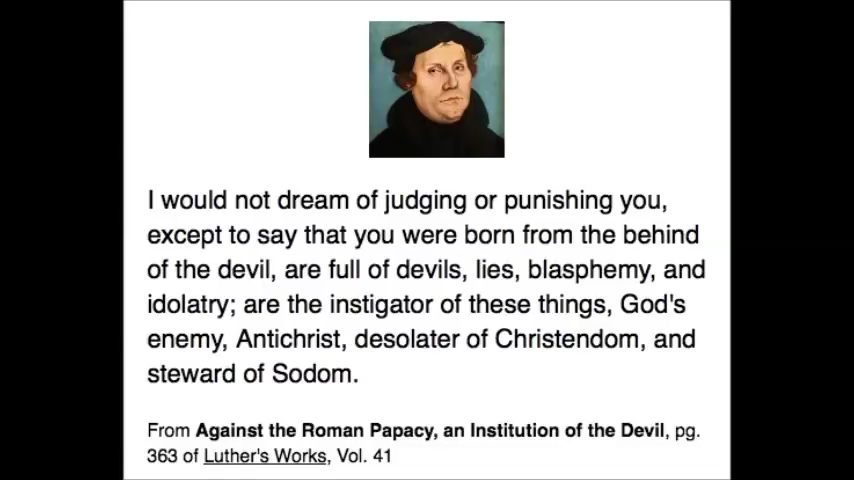 I would not dream of judging or punishing you,
except to say that you were born from the behind
of the devil, are full of devils, lies, blasphemy, and
idolatry; are the instigator of these things, God's
enemy, Antichrist, desolater of Christendom, and
steward of Sodom.
From Against the Roman Papacy, an Institution of the Devil, pg.
363 of Luther's Works, Vol. 41